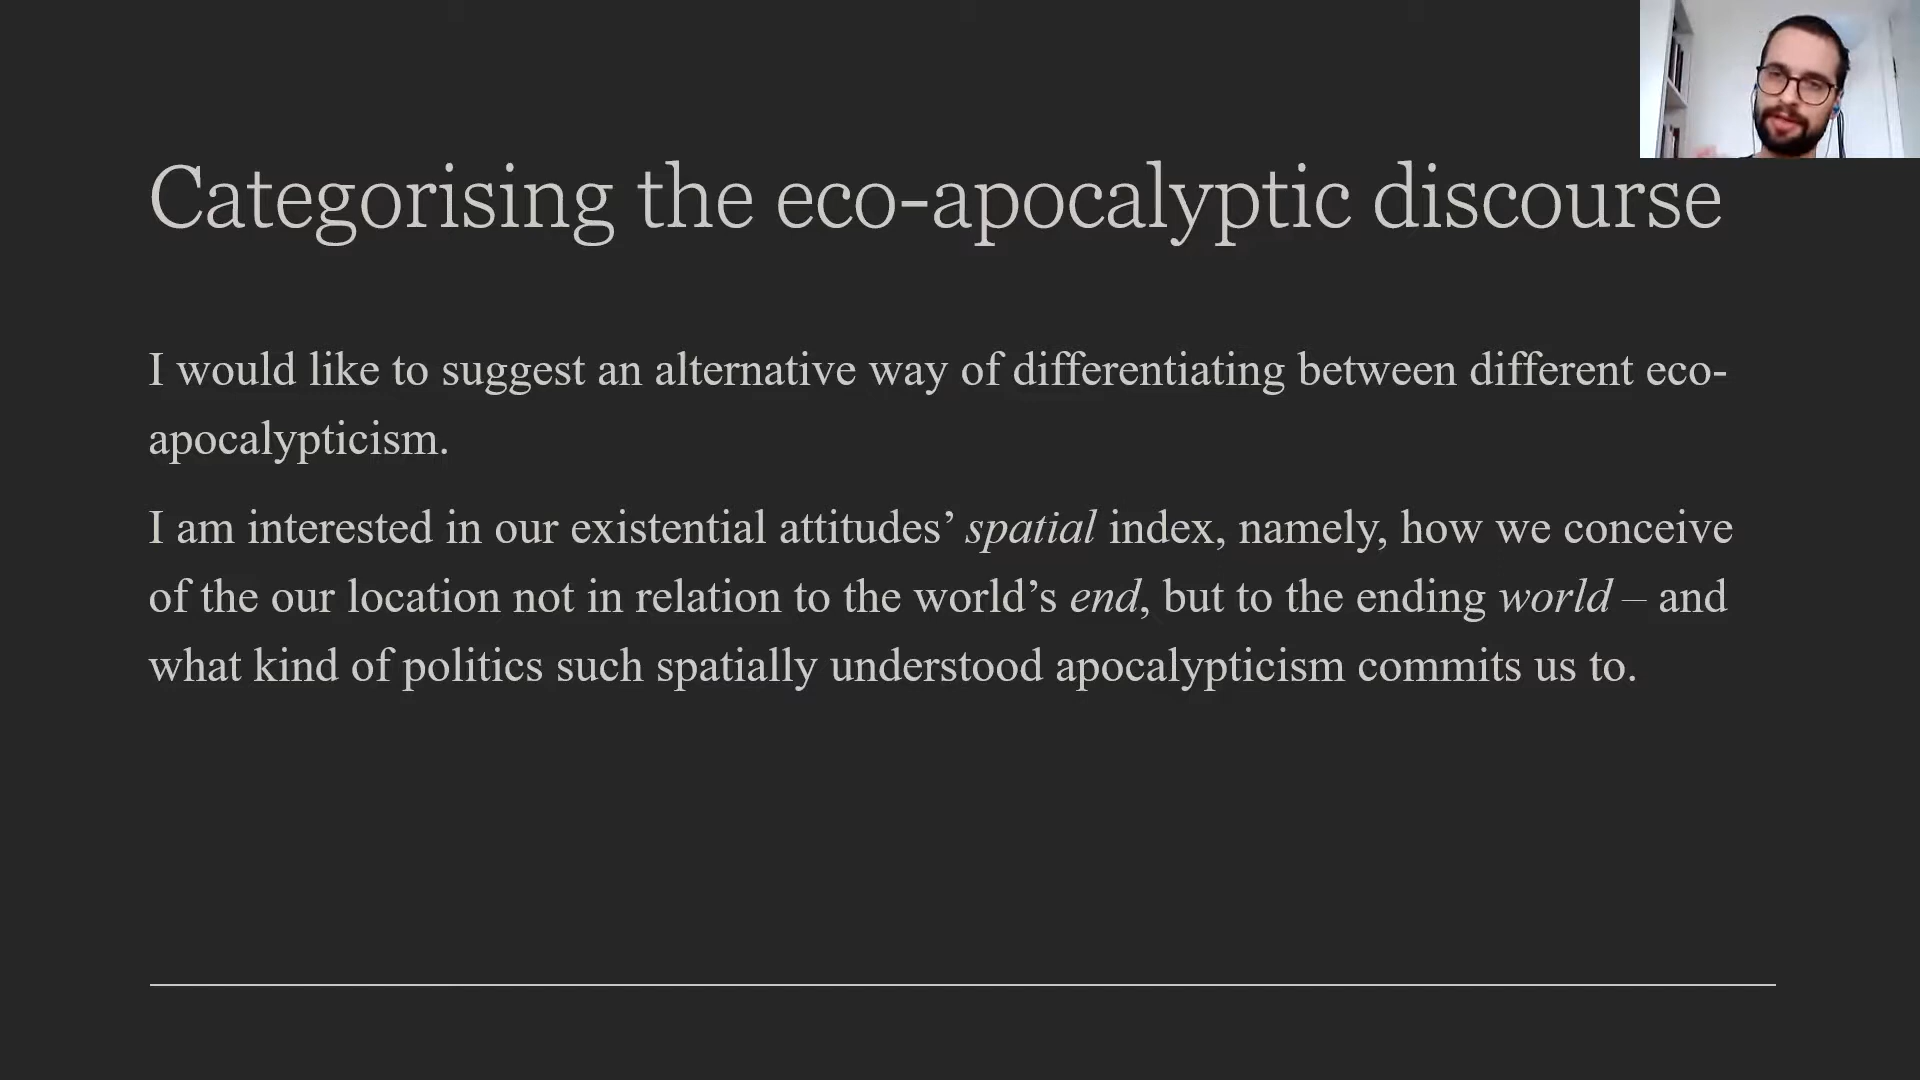 Categorising the eco-apocalyptic discourse
I would like to suggest an alternative way of differentiating between different eco-
apocalypticism.
I am interested in our existential attitudes’ spatial index, namely, how we conceive
of the our location not in relation to the world’s end, but to the ending world – and
what kind of politics such spatially understood apocalypticism commits us to.